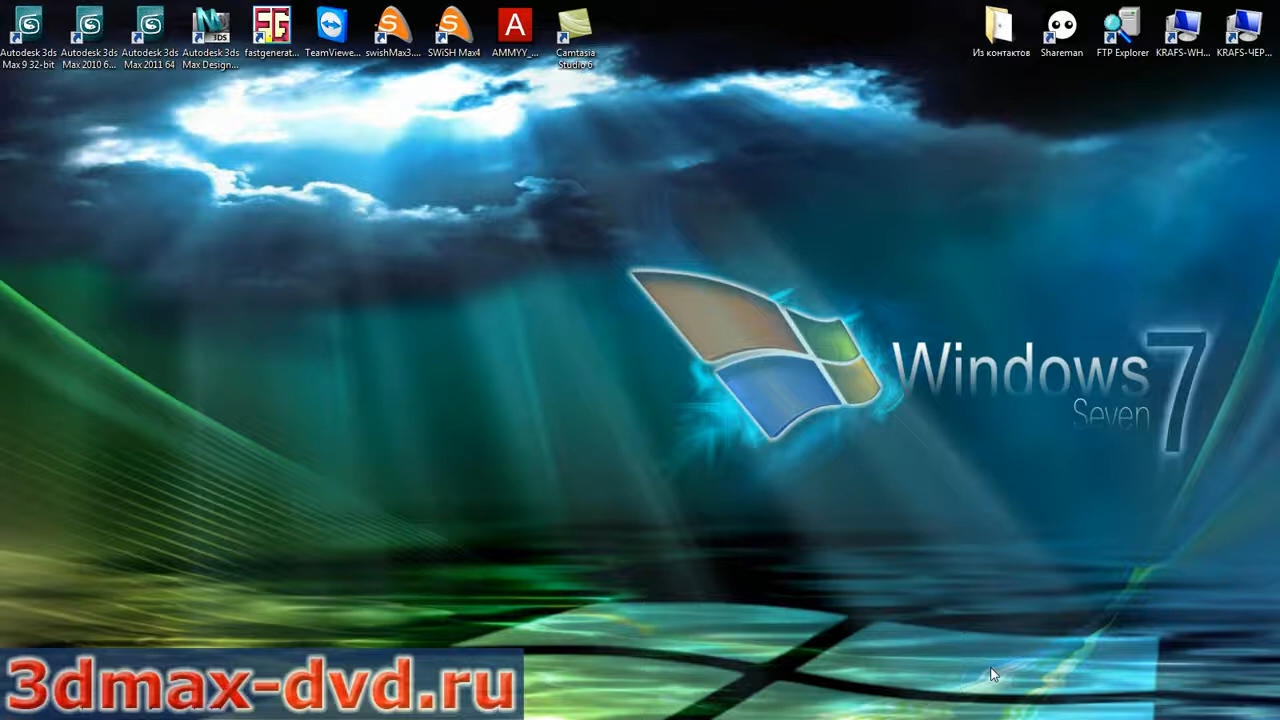 Autodesk 3ds Max 9 32-bit
Autodesk 3ds Max 2010 6...
Autodesk 3ds Max 2011 64
Autodesk 3ds Max Design...
fastgenerat...
TeamViewe...
swishMax3....
SWiSH Max4
AMMYY_...
Camtasia Studio 6
Из контактов
Shareman
FTP Explorer
KRAFS-WH...
KRAFS-ЧЕР...
Windows 7
Seven
3dmax-dvd.ru